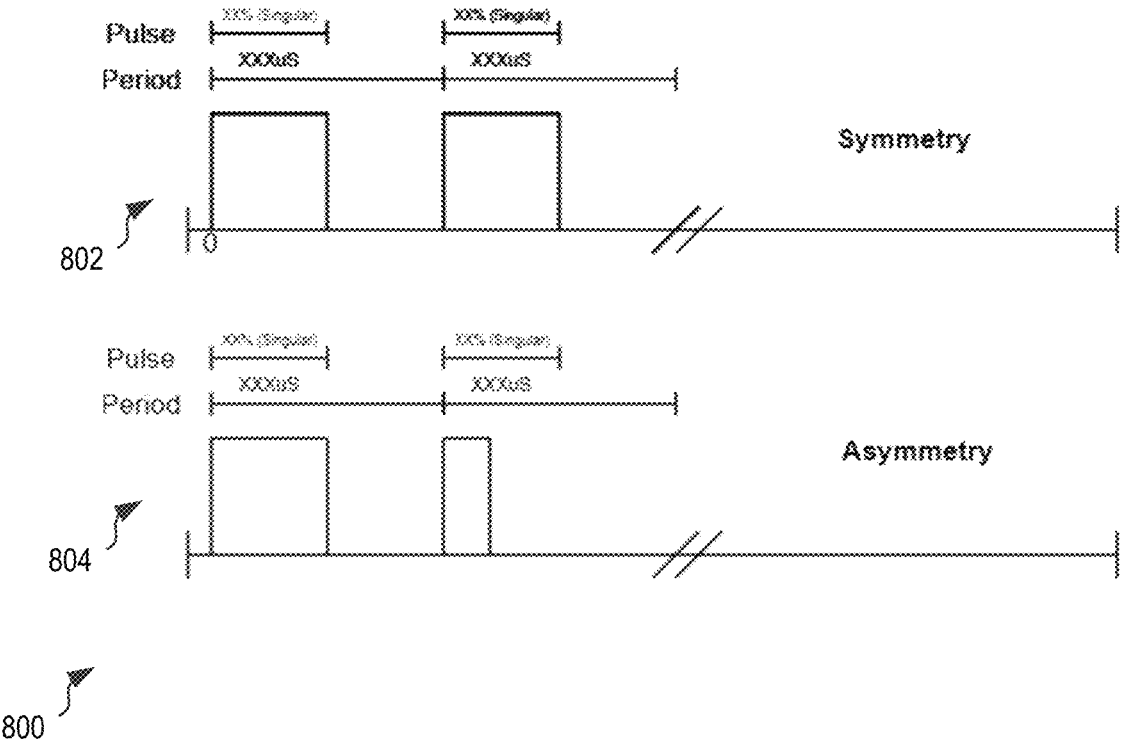 XX% (Singular) XX% (Singular)
Pulse
XXXuS XXXuS
Period
Symmetry
0
802
XX% (Singular) XX% (Singular)
Pulse
XXXuS XXXuS
Period
Asymmetry
804
800